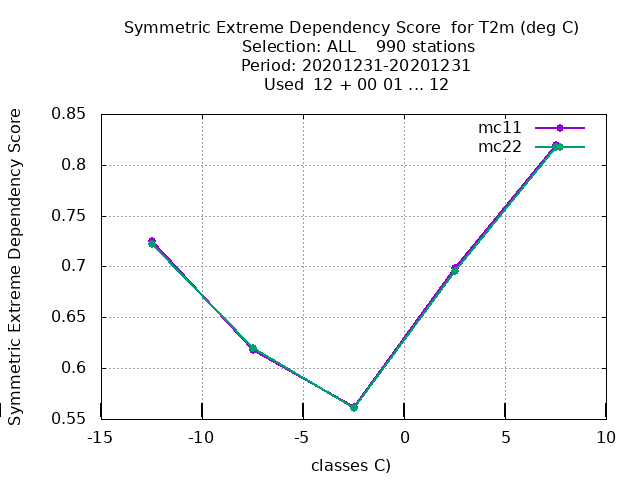 Symmetric Extreme Dependency Score  for T2m (deg C)
Selection: ALL    990 stations
Period: 20201231-20201231
Used  12 + 00 01 ... 12
Symmetric Extreme Dependency Score
0.85
0.8
0.75
0.7
0.65
0.6
0.55
mc11
mc22
-15
-10
-5
0
5
10
classes C)